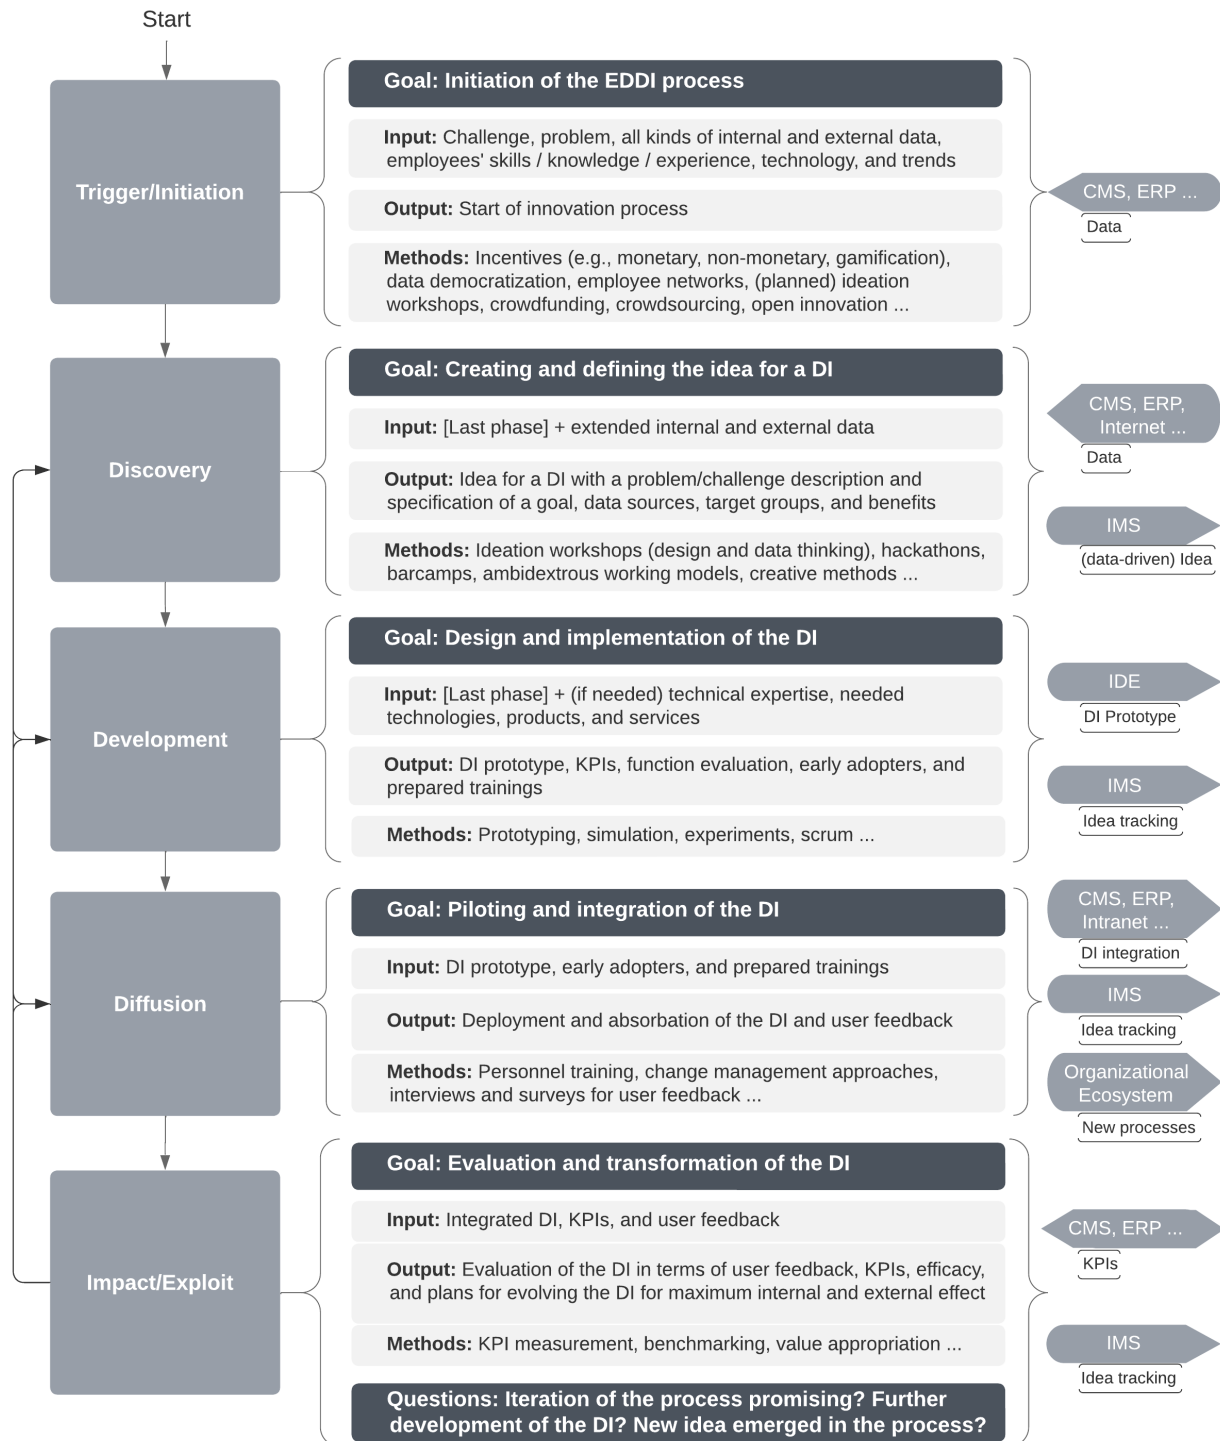 Start
Trigger/Initiation
Goal: Initiation of the EDDI process
Input: Challenge, problem, all kinds of internal and external data,
employees' skills / knowledge / experience, technology, and trends
Output: Start of innovation process
Methods: Incentives (e.g., monetary, non-monetary, gamification),
data democratization, employee networks, (planned) ideation
workshops, crowdfunding, crowdsourcing, open innovation ...
CMS, ERP ...
Data
Discovery
Goal: Creating and defining the idea for a DI
Input: [Last phase] + extended internal and external data
Output: Idea for a DI with a problem/challenge description and
specification of a goal, data sources, target groups, and benefits
Methods: Ideation workshops (design and data thinking), hackathons,
barcamps, ambidextrous working models, creative methods ...
CMS, ERP,
Internet ...
Data
IMS
(data-driven) Idea
Development
Goal: Design and implementation of the DI
Input: [Last phase] + (if needed) technical expertise, needed
technologies, products, and services
Output: DI prototype, KPIs, function evaluation, early adopters, and
prepared trainings
Methods: Prototyping, simulation, experiments, scrum ...
IDE
DI Prototype
IMS
Idea tracking
Diffusion
Goal: Piloting and integration of the DI
Input: DI prototype, early adopters, and prepared trainings
Output: Deployment and absorbation of the DI and user feedback
Methods: Personnel training, change management approaches,
interviews and surveys for user feedback ...
CMS, ERP,
Intranet ...
DI integration
IMS
Idea tracking
Organizational
Ecosystem
New processes
Impact/Exploit
Goal: Evaluation and transformation of the DI
Input: Integrated DI, KPIs, and user feedback
Output: Evaluation of the DI in terms of user feedback, KPIs, efficacy,
and plans for evolving the DI for maximum internal and external effect
Methods: KPI measurement, benchmarking, value appropriation ...
Questions: Iteration of the process promising? Further
development of the DI? New idea emerged in the process?
CMS, ERP ...
KPIs
IMS
Idea tracking